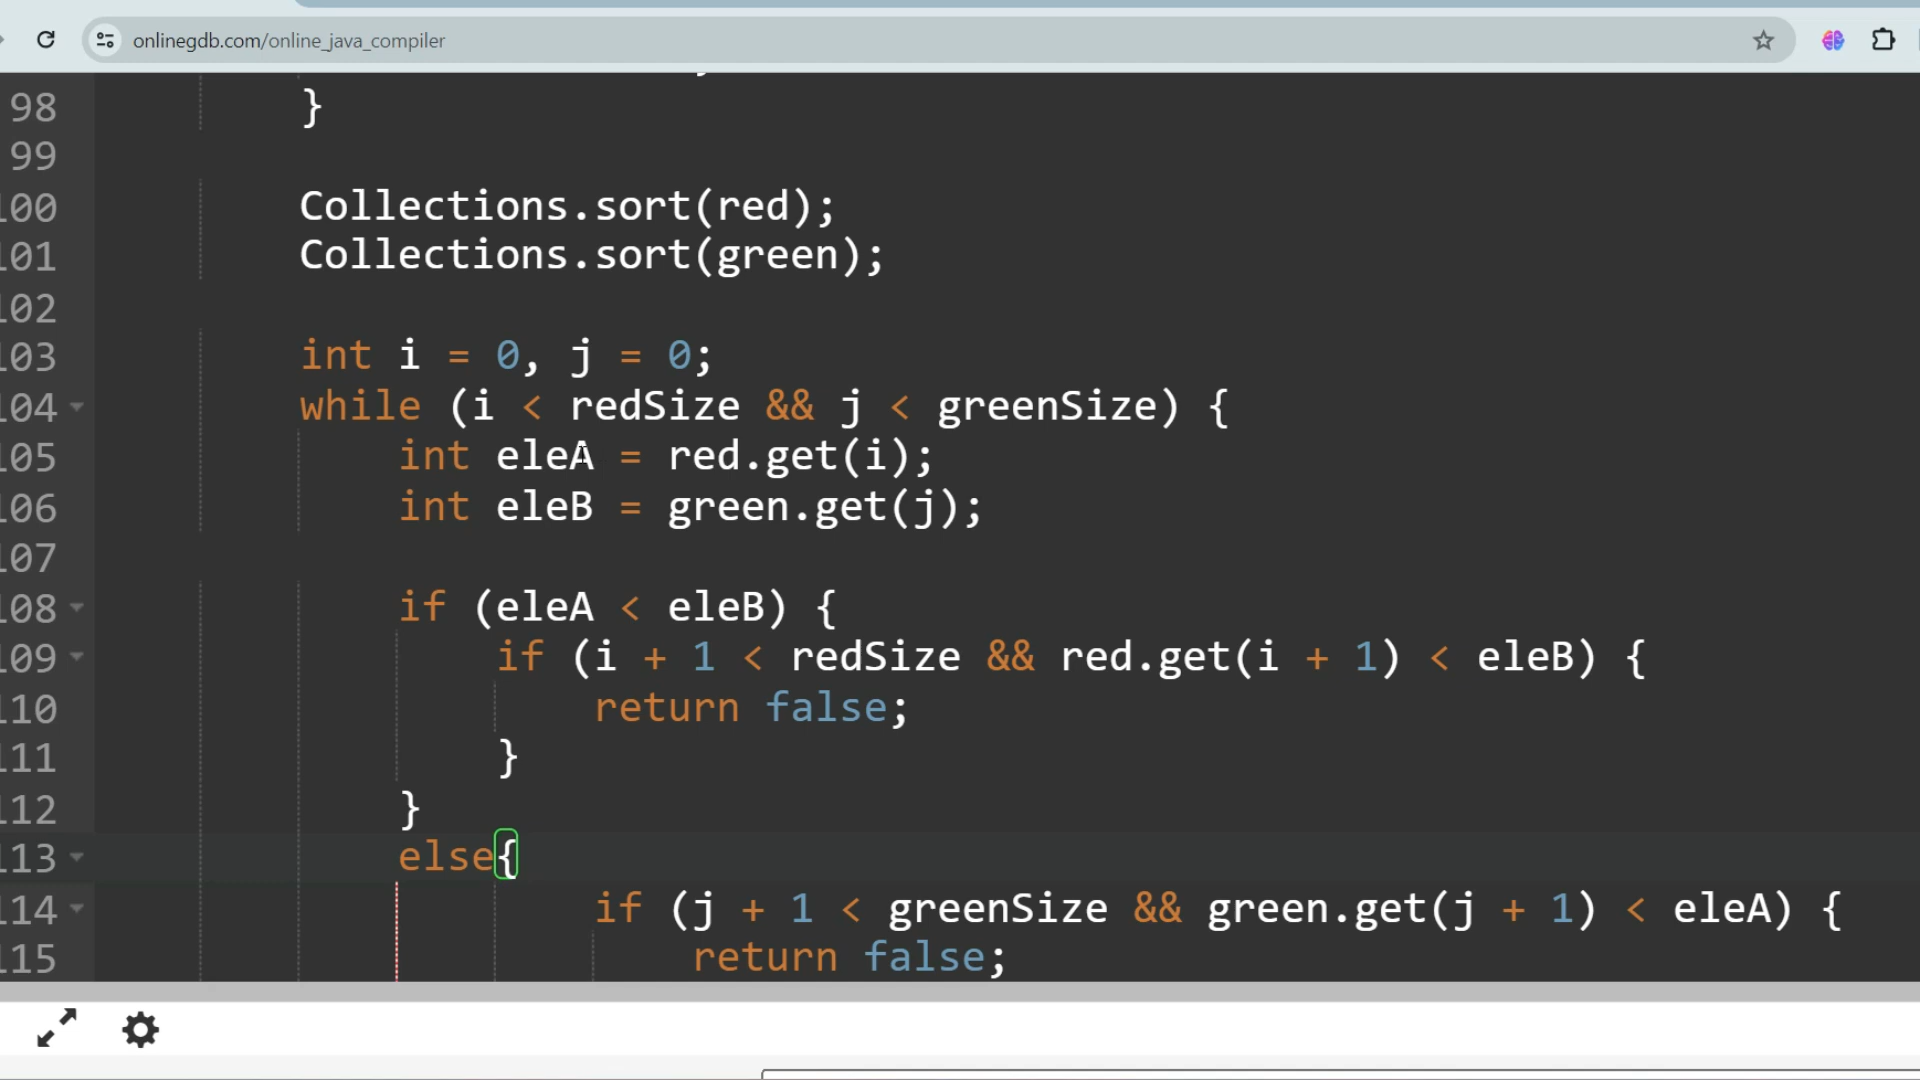 onlinegdb.com/online_java_compiler
98 }
99
100 Collections.sort(red);
101 Collections.sort(green);
102
103 int i = 0, j = 0;
104 while (i < redSize && j < greenSize) {
105 int eleA = red.get(i);
106 int eleB = green.get(j);
107
108 if (eleA < eleB) {
109 if (i + 1 < redSize && red.get(i + 1) < eleB) {
110 return false;
111 }
112 }
113 else{
114 if (j + 1 < greenSize && green.get(j + 1) < eleA) {
115 return false;